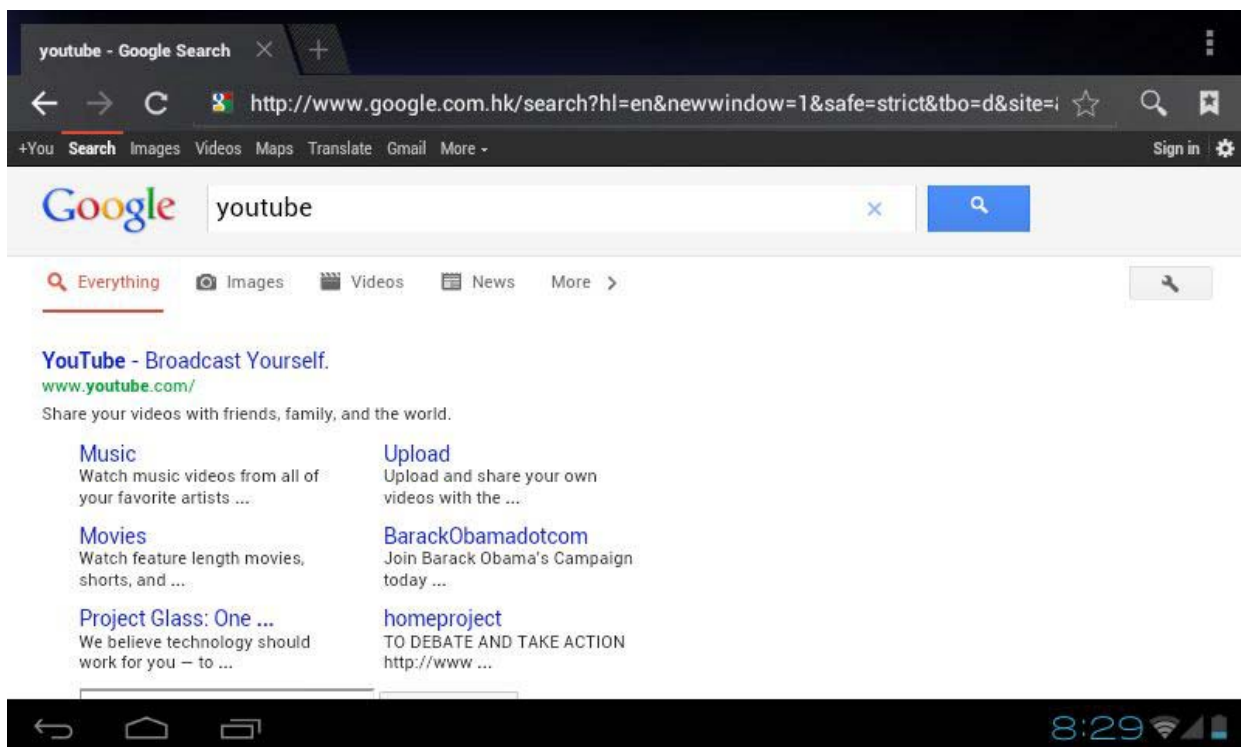 youtube - Google Search
http://www.google.com.hk/search?hl=en&newwindow=1&safe=strict&tbo=d&site=
+You Search Images Videos Maps Translate Gmail More Sign in
Google youtube
Everything Images Videos News More
YouTube - Broadcast Yourself.
www.youtube.com/
Share your videos with friends, family, and the world.
Music
Watch music videos from all of
your favorite artists ...
Upload
Upload and share your own
videos with the ...
Movies
Watch feature length movies,
shorts, and ...
BarackObamadotcom
Join Barack Obama's Campaign
today ...
Project Glass: One ...
We believe technology should
work for you — to ...
homeproject
TO DEBATE AND TAKE ACTION
http://www ...
8:29